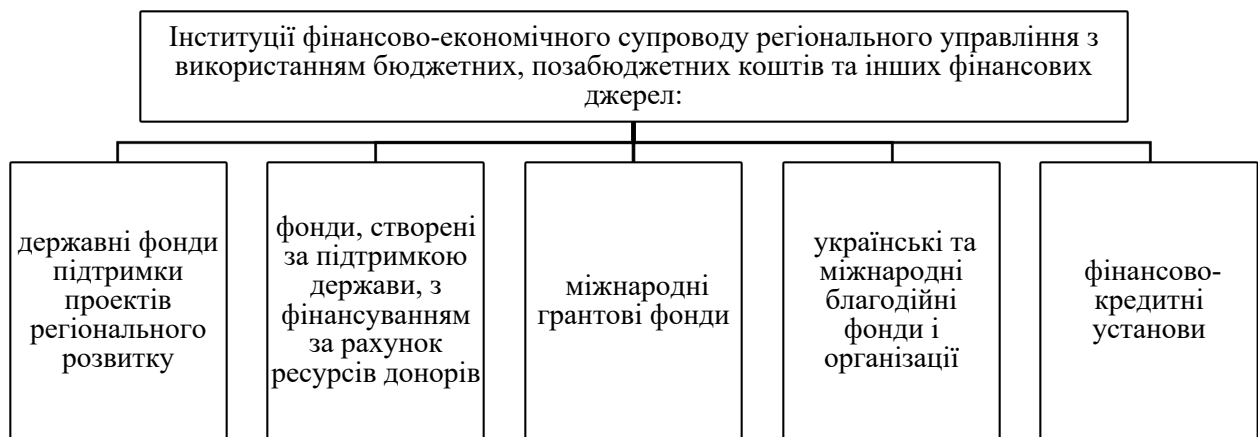 Інституції фінансово-економічного супроводу регіонального управління з
використанням бюджетних, позабюджетних коштів та інших фінансових
джерел:
державні фонди
підтримки
проектів
регіонального
розвитку
фонди, створені
за підтримкою
держави, з
фінансуванням
за рахунок
ресурсів донорів
міжнародні
грантові фонди
українські та
міжнародні
благодійні
фонди і
організації
фінансово-
кредитні
установи